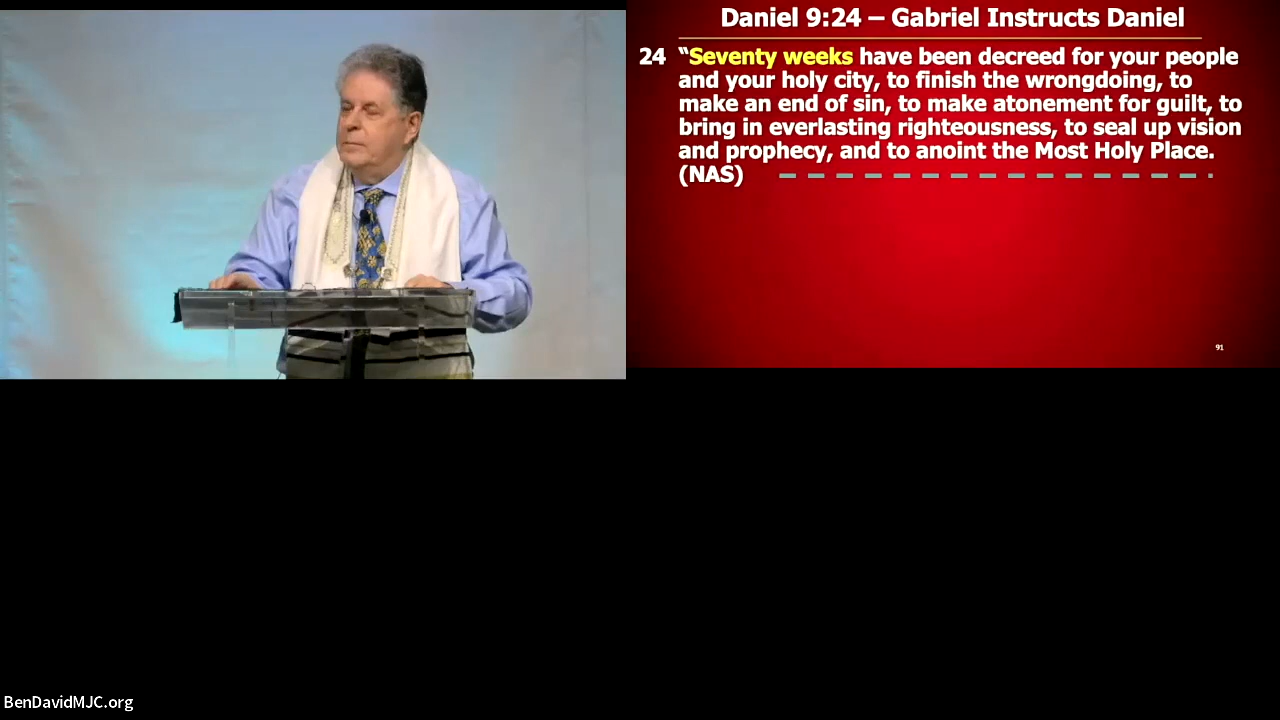 Daniel 9:24 – Gabriel Instructs Daniel
24 “Seventy weeks have been decreed for your people
and your holy city, to finish the wrongdoing, to
make an end of sin, to make atonement for guilt, to
bring in everlasting righteousness, to seal up vision
and prophecy, and to anoint the Most Holy Place.
(NAS)
91
BenDavidMJC.org